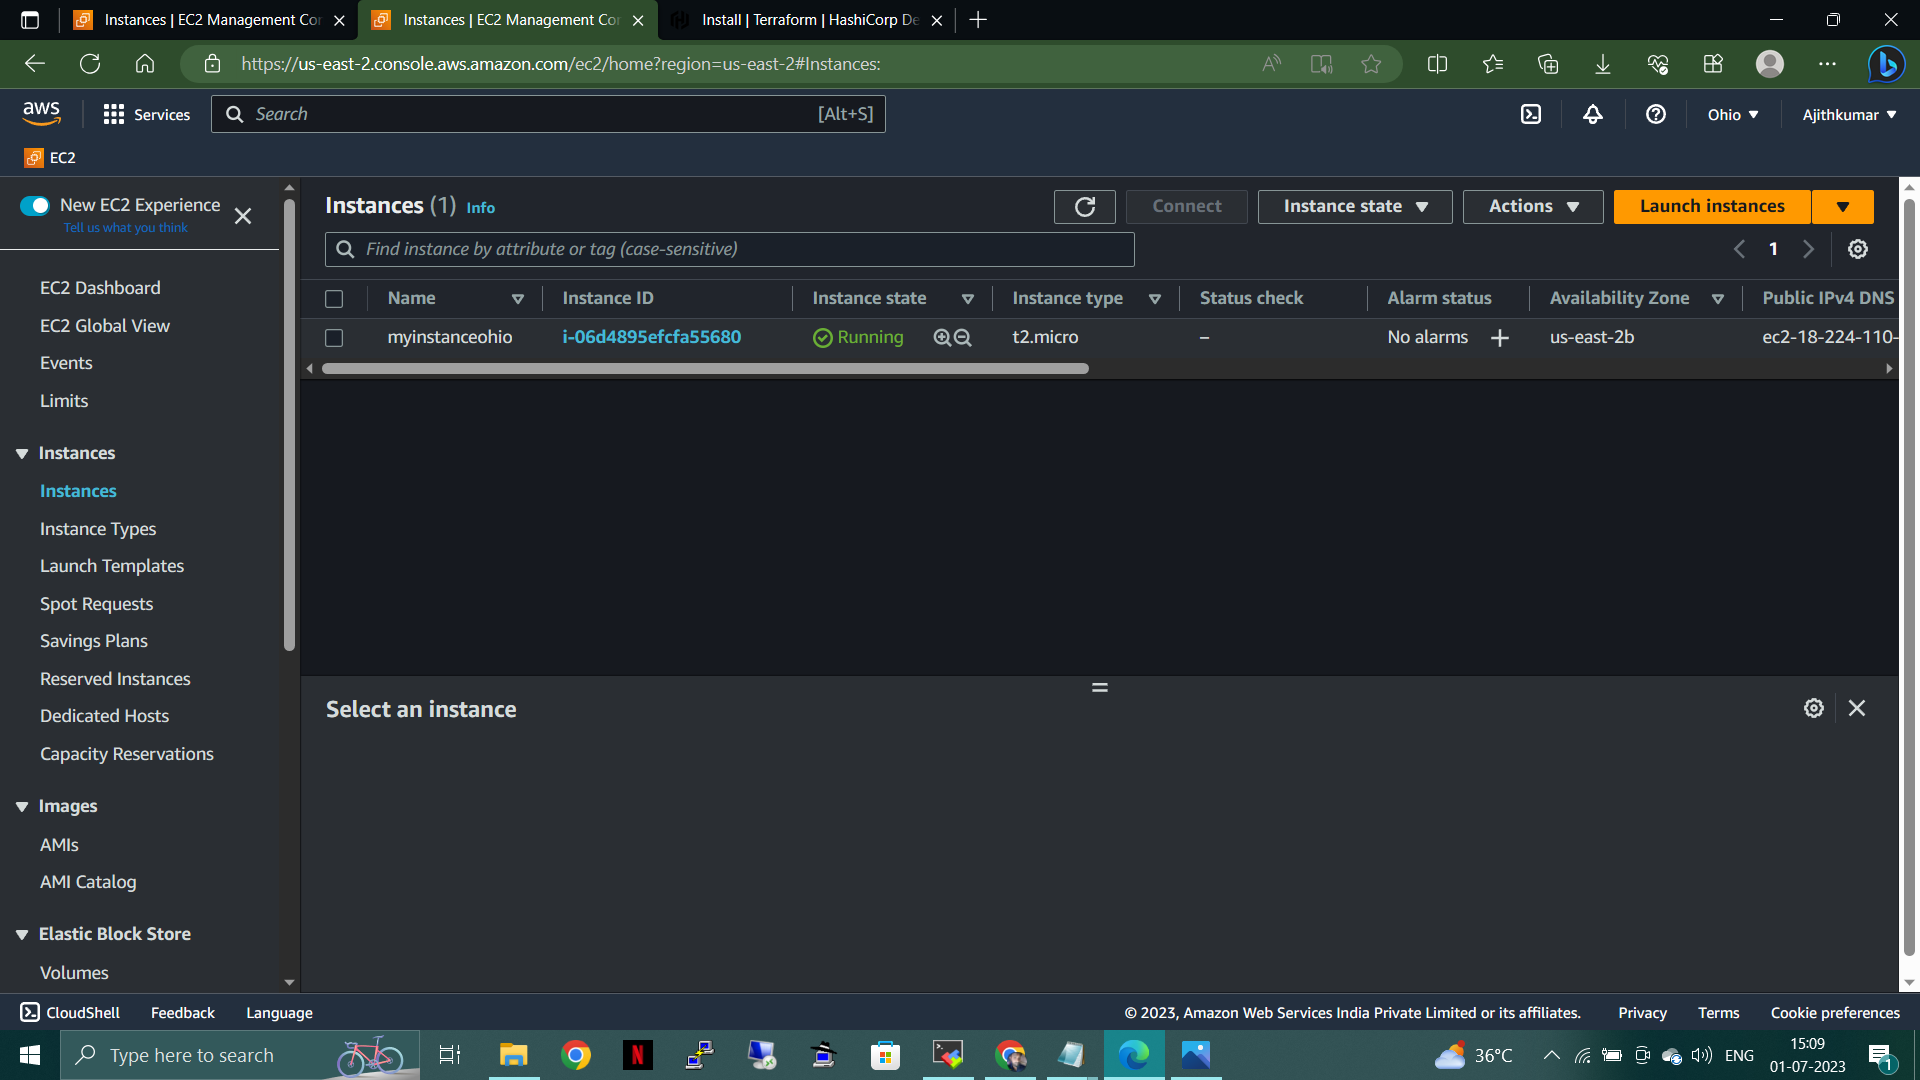 Instances | EC2 Management Co
Instances | EC2 Management Co
Install | Terraform | HashiCorp De
https://us-east-2.console.aws.amazon.com/ec2/home?region=us-east-2#Instances:
aws
Services
Search
[Alt+S]
Ohio
Ajithkumar
EC2
New EC2 Experience
Tell us what you think
EC2 Dashboard
EC2 Global View
Events
Limits
Instances
Instances
Instance Types
Launch Templates
Spot Requests
Savings Plans
Reserved Instances
Dedicated Hosts
Capacity Reservations
Images
AMIs
AMI Catalog
Elastic Block Store
Volumes
Instances (1) Info
Connect
Instance state
Actions
Launch instances
Find instance by attribute or tag (case-sensitive)
1
Name Instance ID Instance state Instance type Status check Alarm status Availability Zone Public IPv4 DNS
myinstanceohio i-06d4895efcfa55680 Running t2.micro – No alarms + us-east-2b ec2-18-224-110-
Select an instance
CloudShell Feedback Language
© 2023, Amazon Web Services India Private Limited or its affiliates. Privacy Terms Cookie preferences
Type here to search
N
36°C
ENG
15:09
01-07-2023
1